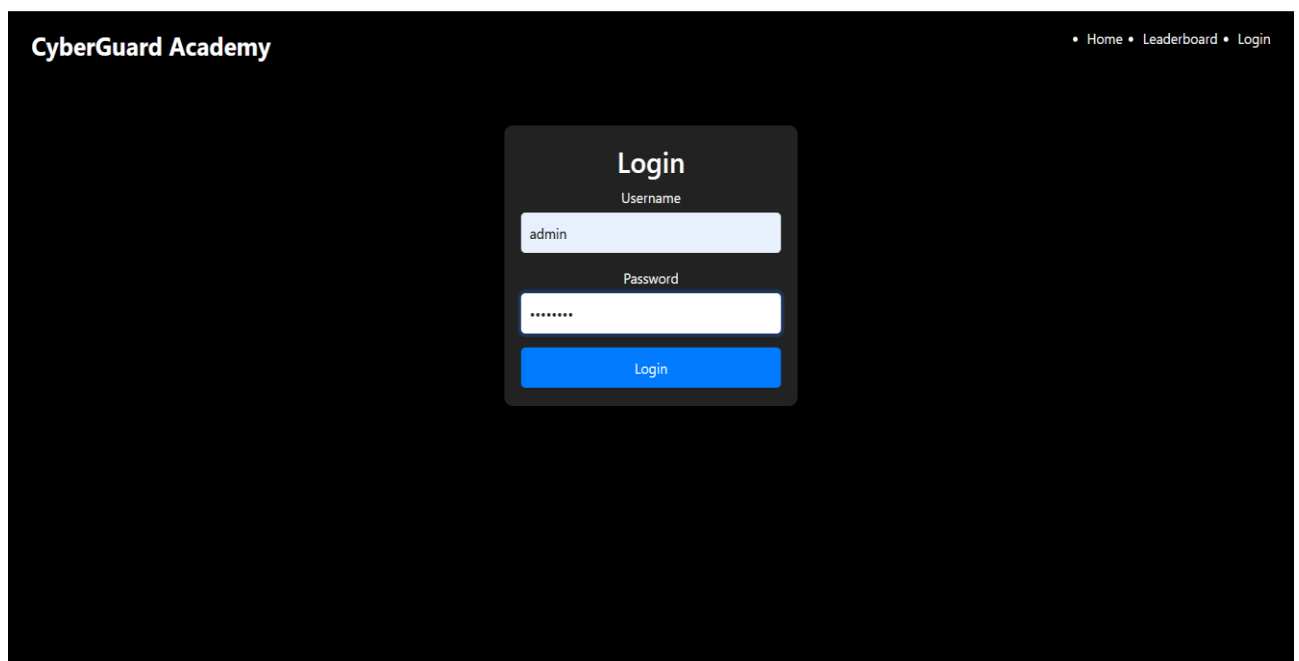 CyberGuard Academy
• Home • Leaderboard • Login
Login
Username
admin
Password
••••••••
Login